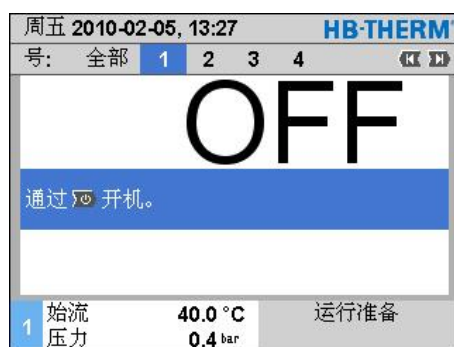 周五 2010-02-05, 13:27 HB-THERM
号: 全部 1 2 3 4
OFF
通过 开机。
1 始流 40.0 °C 运行准备
压力 0.4 bar